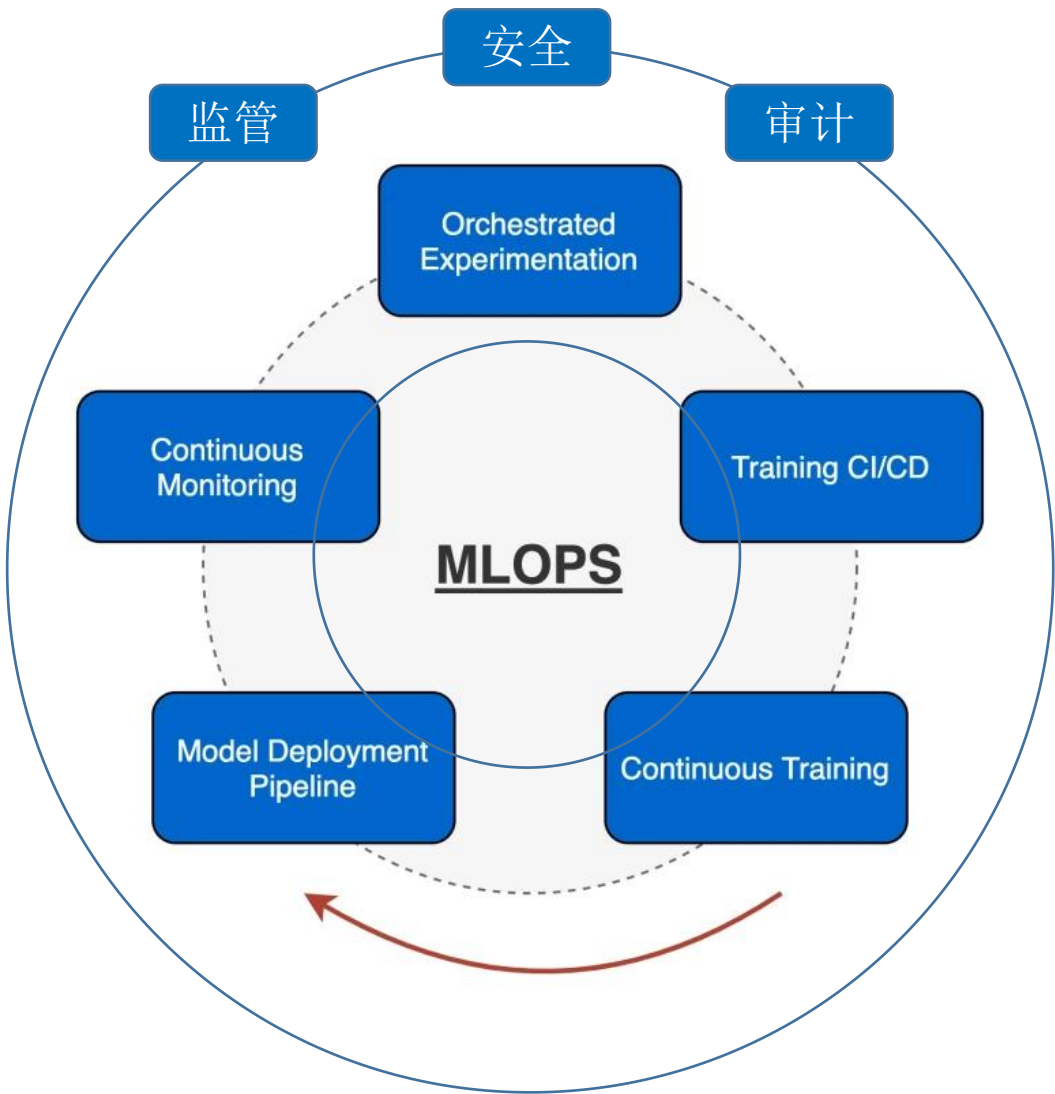 安全
监管
审计
Orchestrated
Experimentation
Continuous
Monitoring
Training CI/CD
MLOPS
Model Deployment
Pipeline
Continuous Training